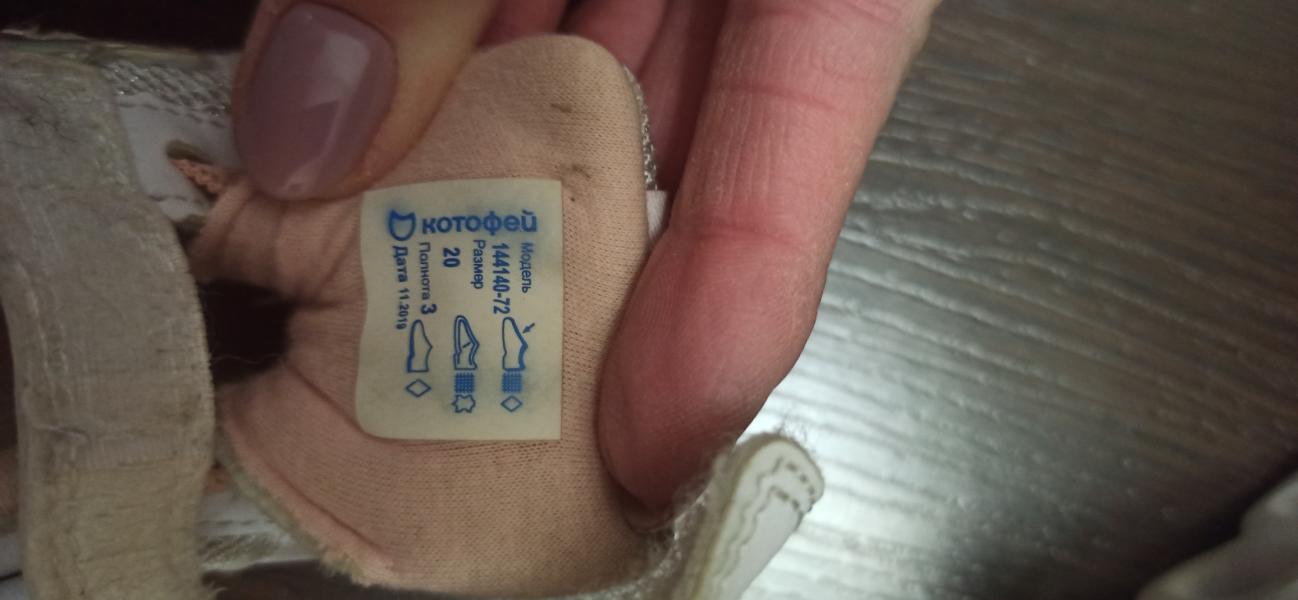 котофей
Модель
144140-72
Размер
20
Полнота 3
Дата 11.2019